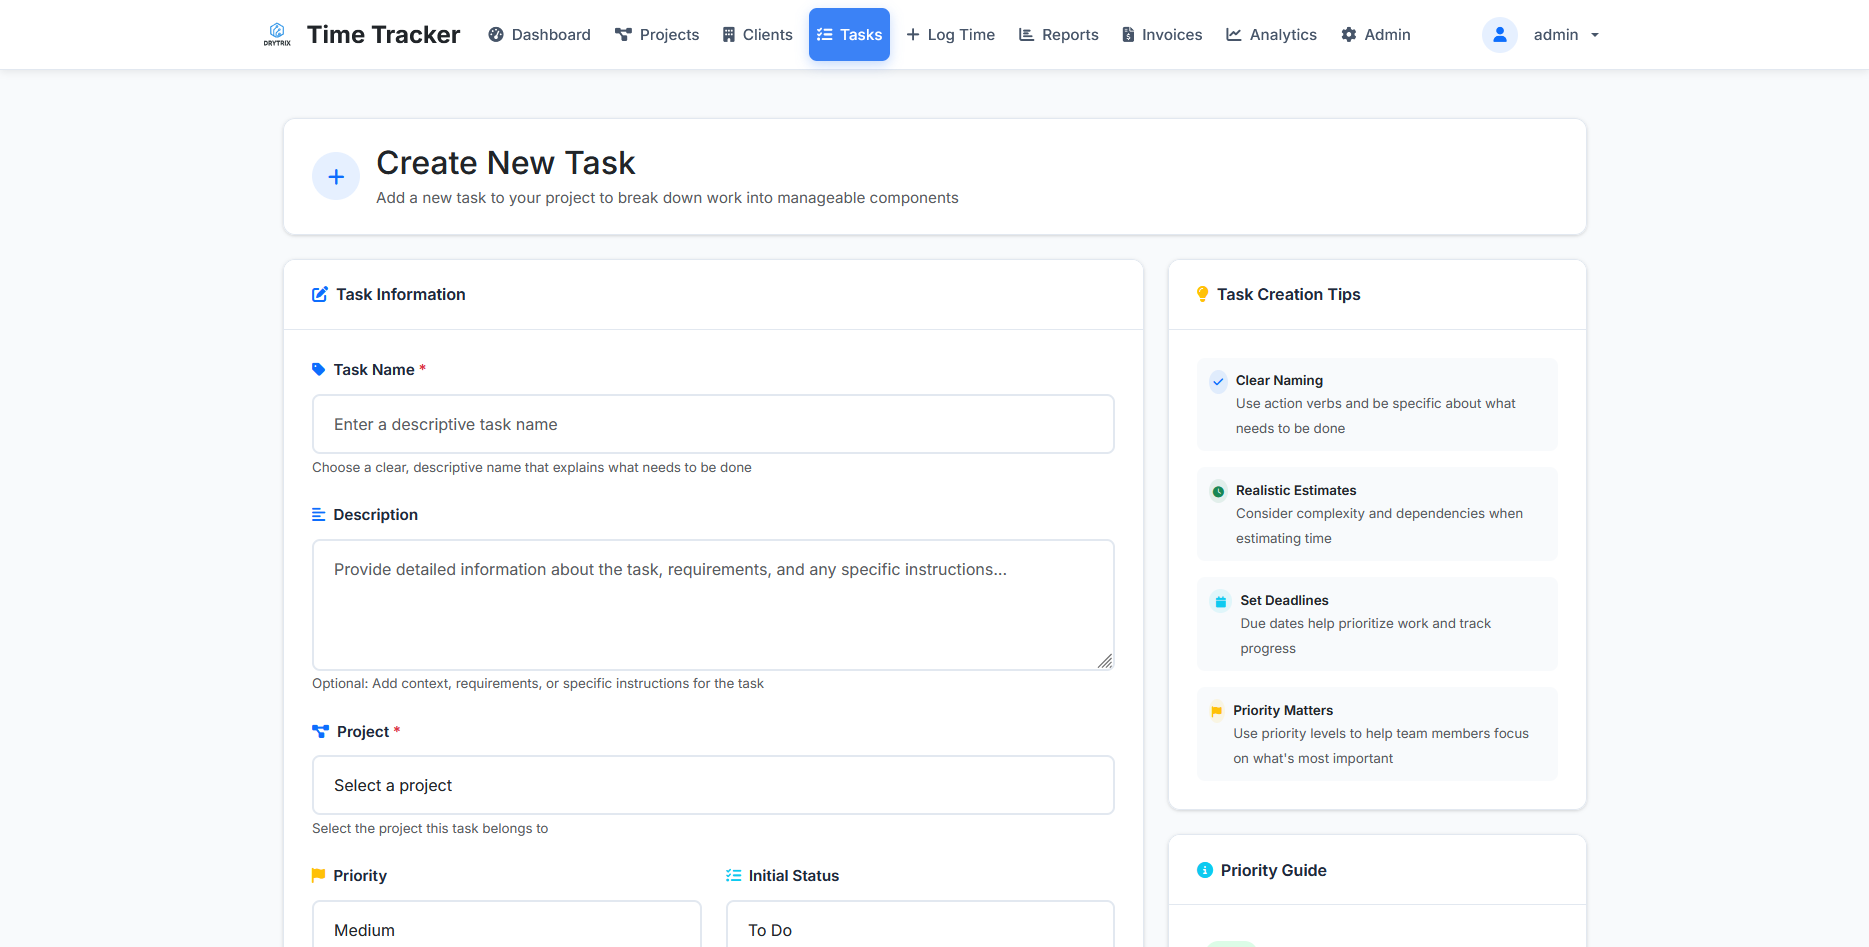 DRYTRIX
Time Tracker
Dashboard
Projects
Clients
Tasks
Log Time
Reports
Invoices
Analytics
Admin
admin
Create New Task
Add a new task to your project to break down work into manageable components
Task Information
Task Name *
Enter a descriptive task name
Choose a clear, descriptive name that explains what needs to be done
Description
Provide detailed information about the task, requirements, and any specific instructions...
Optional: Add context, requirements, or specific instructions for the task
Project *
Select a project
Select the project this task belongs to
Priority
Medium
Initial Status
To Do
Task Creation Tips
Clear Naming
Use action verbs and be specific about what
needs to be done
Realistic Estimates
Consider complexity and dependencies when
estimating time
Set Deadlines
Due dates help prioritize work and track
progress
Priority Matters
Use priority levels to help team members focus
on what's most important
Priority Guide